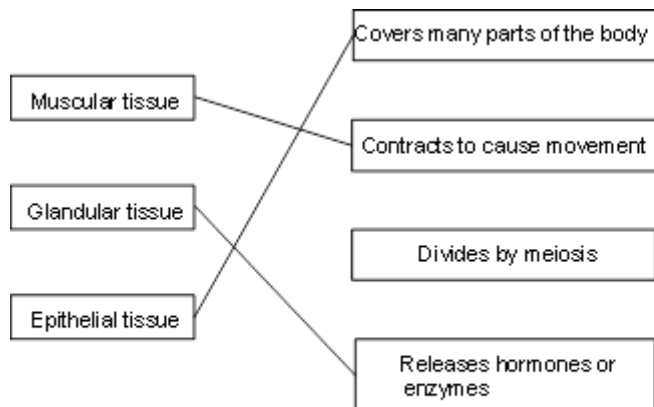 Covers many parts of the body
Muscular tissue
Contracts to cause movement
Glandular tissue
Divides by meiosis
Epithelial tissue
Releases hormones or
enzymes